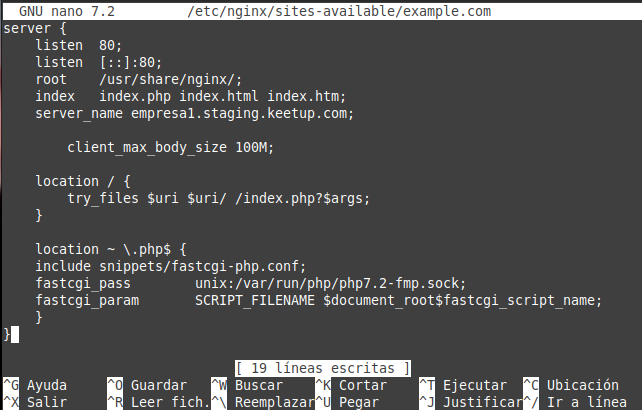 GNU nano 7.2 /etc/nginx/sites-available/example.com
server {
listen 80;
listen [::]:80;
root /usr/share/nginx/;
index index.php index.html index.htm;
server_name empresa1.staging.keetup.com;
client_max_body_size 100M;
location / {
try_files $uri $uri/ /index.php?$args;
}
location ~ \.php$ {
include snippets/fastcgi-php.conf;
fastcgi_pass unix:/var/run/php/php7.2-fmp.sock;
fastcgi_param SCRIPT_FILENAME $document_root$fastcgi_script_name;
}
}
[ 19 líneas escritas ]
^G Ayuda ^O Guardar ^W Buscar ^K Cortar ^T Ejecutar ^C Ubicación
^X Salir ^R Leer fich. ^\ Reemplazar ^U Pegar ^J Justificar ^/ Ir a línea